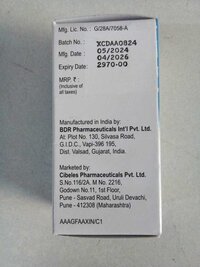 Mfg. Lic. No. : G/28A/7058-A
Batch No. : XCDAA0824
Mfg. Date : 05/2024
Expiry Date: 04/2026
MRP ₹ : 2970-00
(Inclusive of
all taxes)
Manufactured in India by:
BDR Pharmaceuticals Int'l Pvt. Ltd.
At: Plot No. 130, Silvasa Road,
G.I.D.C., Vapi-396 195,
Dist. Valsad, Gujarat, India.
Marketed by:
Cibeles Pharmaceuticals Pvt. Ltd.
S.No.116/2A, M No. 2216,
Godown No.11, 1st Floor,
Pune - Sasvad Road, Uruli Devachi,
Pune - 412308 (Maharashtra)
AAAGFAAXIN/C1